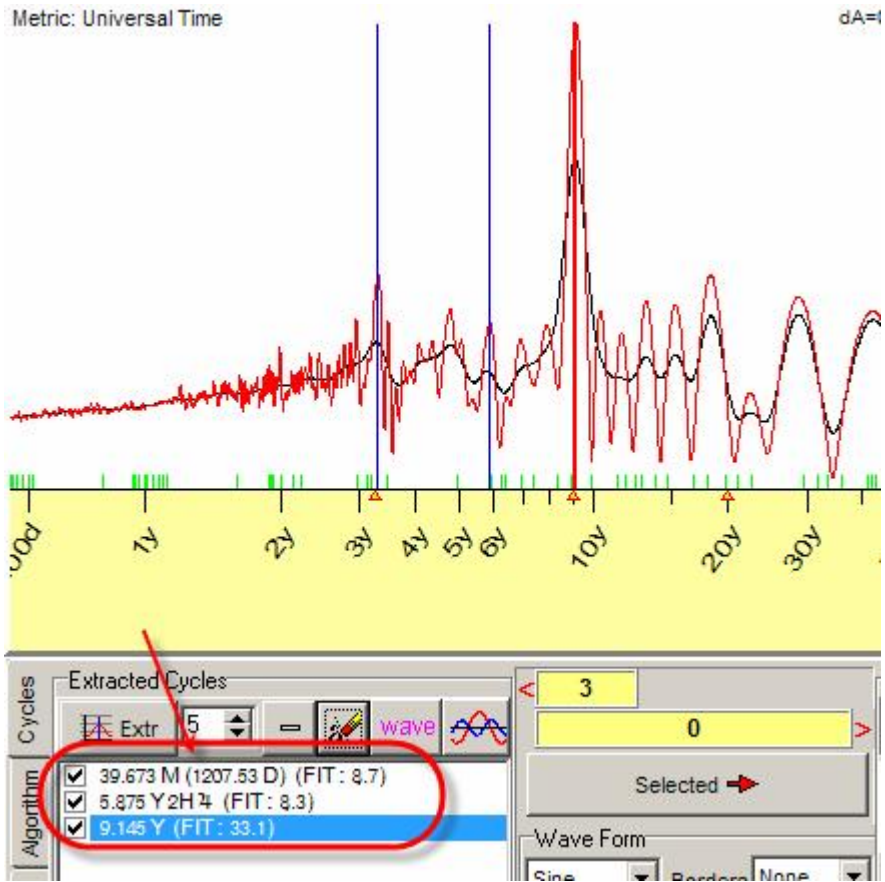 Metric: Universal Time
dA=
00d 1y 2y 3y 4y 5y 6y 10y 20y 30y
Cycles
Extracted Cycles
Extr 5 wave
Algorithm
39.673 M (1207.53 D) (FIT : 8.7)
5.875 Y (FIT : 8.3)
9.145 Y (FIT : 33.1)
< 3
0 >
Selected
Wave Form
Sine Borders None